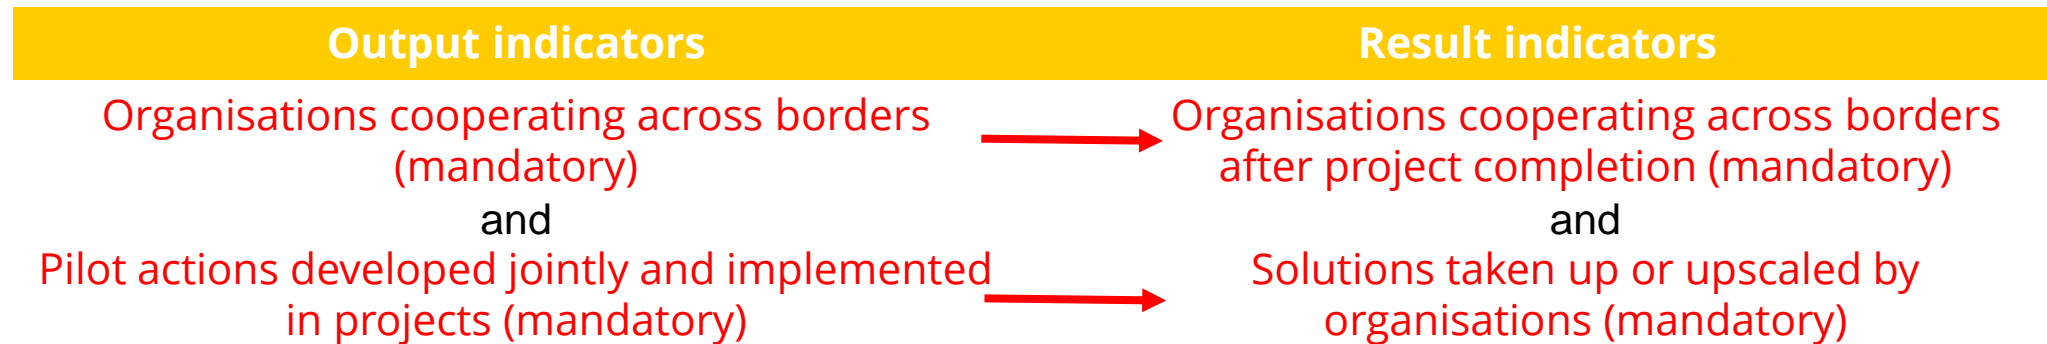 Output indicators
Result indicators
Organisations cooperating across borders
(mandatory)
and
Pilot actions developed jointly and implemented
in projects (mandatory)
Organisations cooperating across borders
after project completion (mandatory)
and
Solutions taken up or upscaled by
organisations (mandatory)